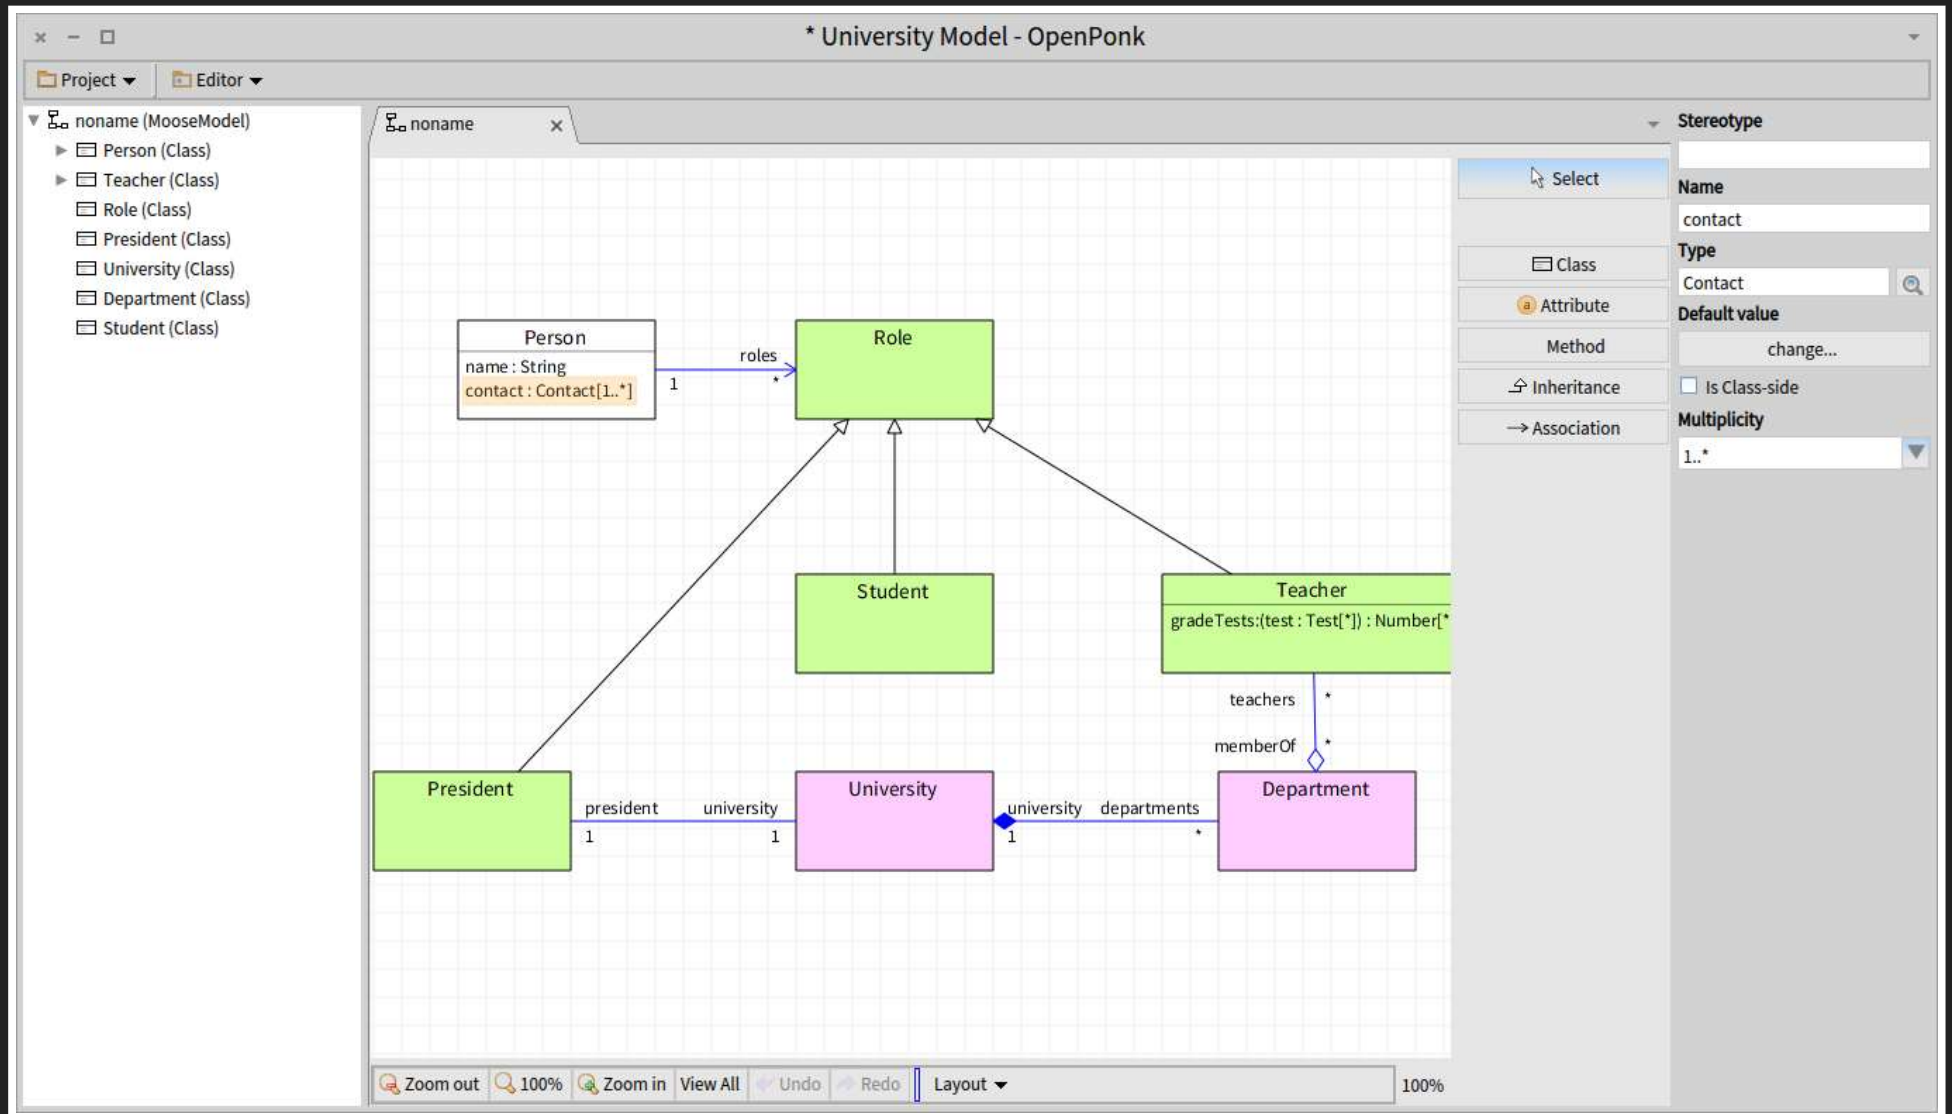 * University Model - OpenPonk
Project
Editor
noname (MooseModel)
Person (Class)
Teacher (Class)
Role (Class)
President (Class)
University (Class)
Department (Class)
Student (Class)
noname
Person
name : String
contact : Contact[1..*]
roles
1
*
Role
Student
Teacher
gradeTests:(test : Test[*]) : Number[*
teachers *
memberOf *
President
president university
1 1
University
university departments
1 *
Department
Select
Class
a Attribute
Method
Inheritance
Association
Stereotype
Name
contact
Type
Contact
Default value
change...
Is Class-side
Multiplicity
1..*
Zoom out 100% Zoom in View All Undo Redo Layout 100%